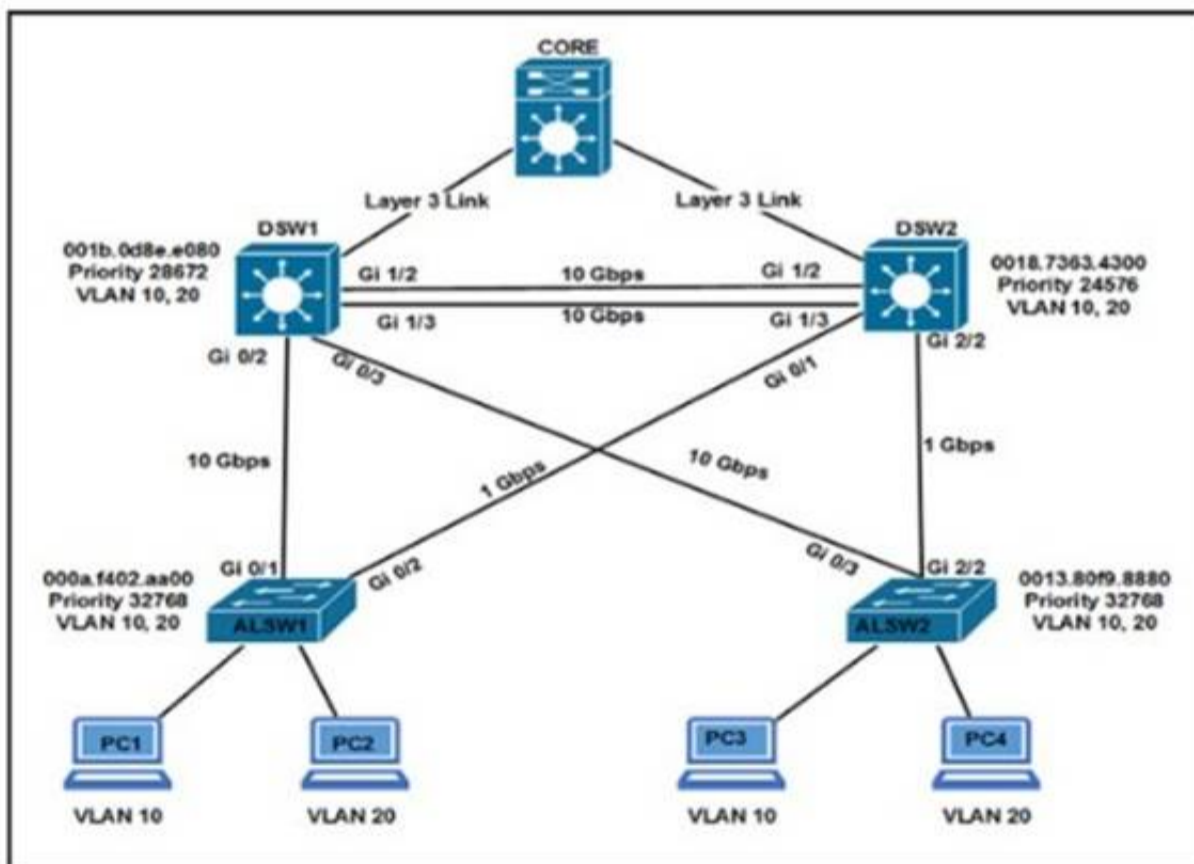 CORE
Layer 3 Link
Layer 3 Link
DSW1
DSW2
001b.0d8e.e080
Priority 28672
VLAN 10, 20
0018.7363.4300
Priority 24576
VLAN 10, 20
Gi 1/2
10 Gbps
Gi 1/2
Gi 1/3
10 Gbps
Gi 1/3
Gi 0/2
Gi 0/3
Gi 0/1
Gi 2/2
10 Gbps
1 Gbps
10 Gbps
1 Gbps
Gi 0/1
Gi 0/2
Gi 0/3
Gi 2/2
000a.f402.aa00
Priority 32768
VLAN 10, 20
ALSW1
ALSW2
0013.80f9.8880
Priority 32768
VLAN 10, 20
PC1
PC2
PC3
PC4
VLAN 10
VLAN 20
VLAN 10
VLAN 20